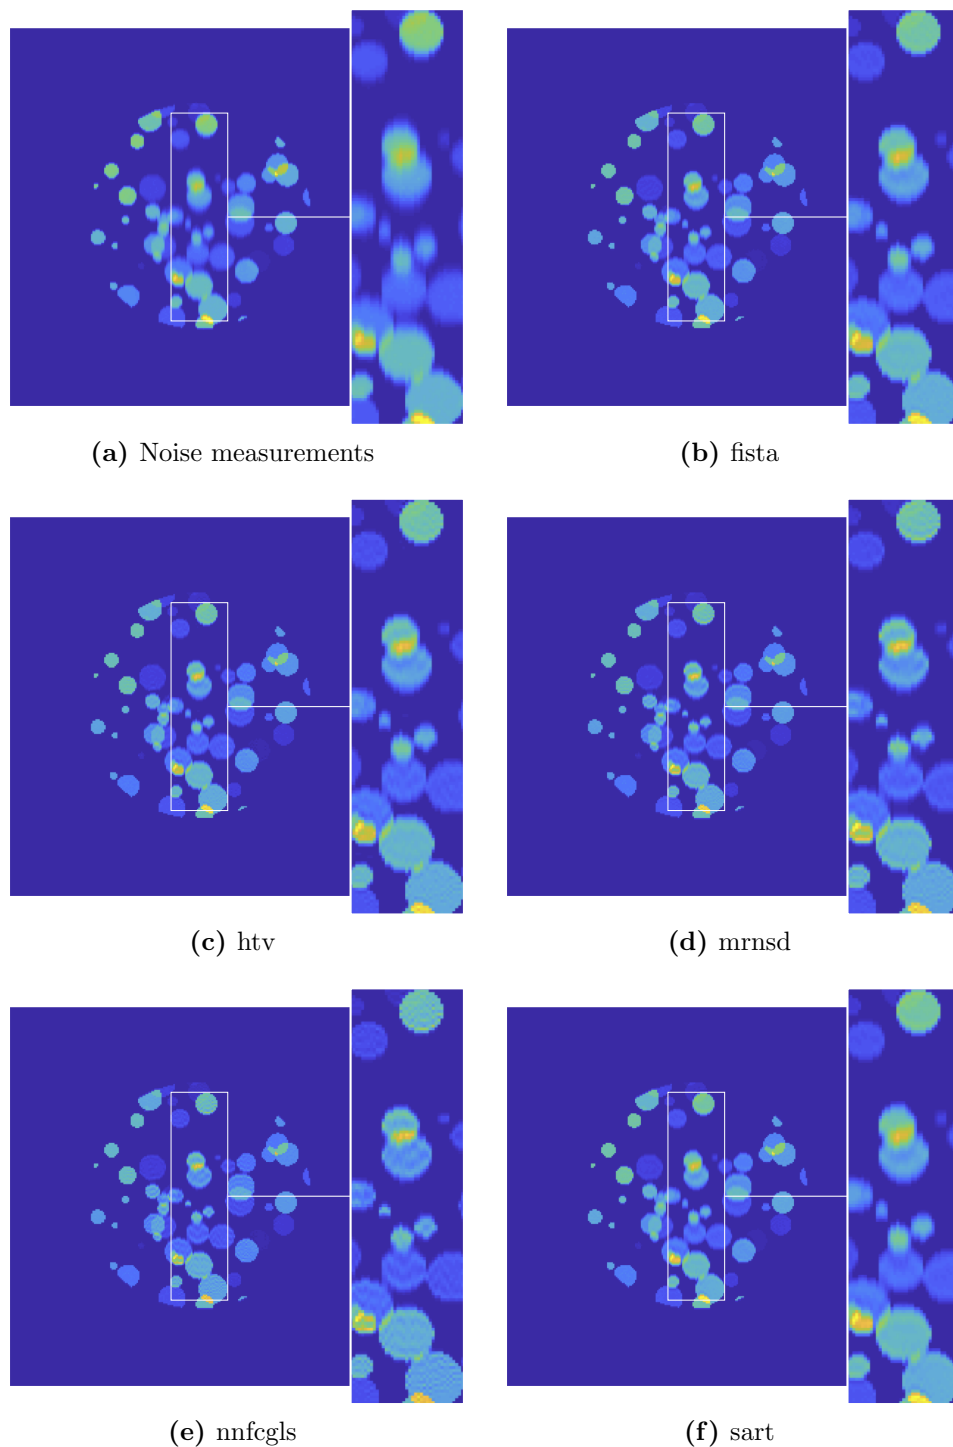 (a) Noise measurements
(b) fista
(c) htv
(d) mrnsd
(e) nnfcgls
(f) sart